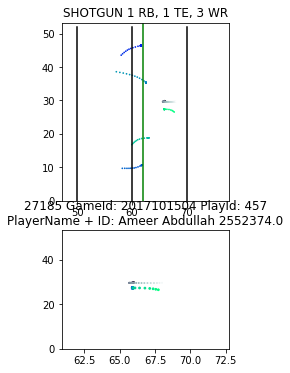 SHOTGUN 1 RB, 1 TE, 3 WR
50
40
30
20
10
0
50 60 70
27185 GameId: 2017101504 PlayId: 457
PlayerName + ID: Ameer Abdullah 2552374.0
40
20
0
62.5 65.0 67.5 70.0 72.5